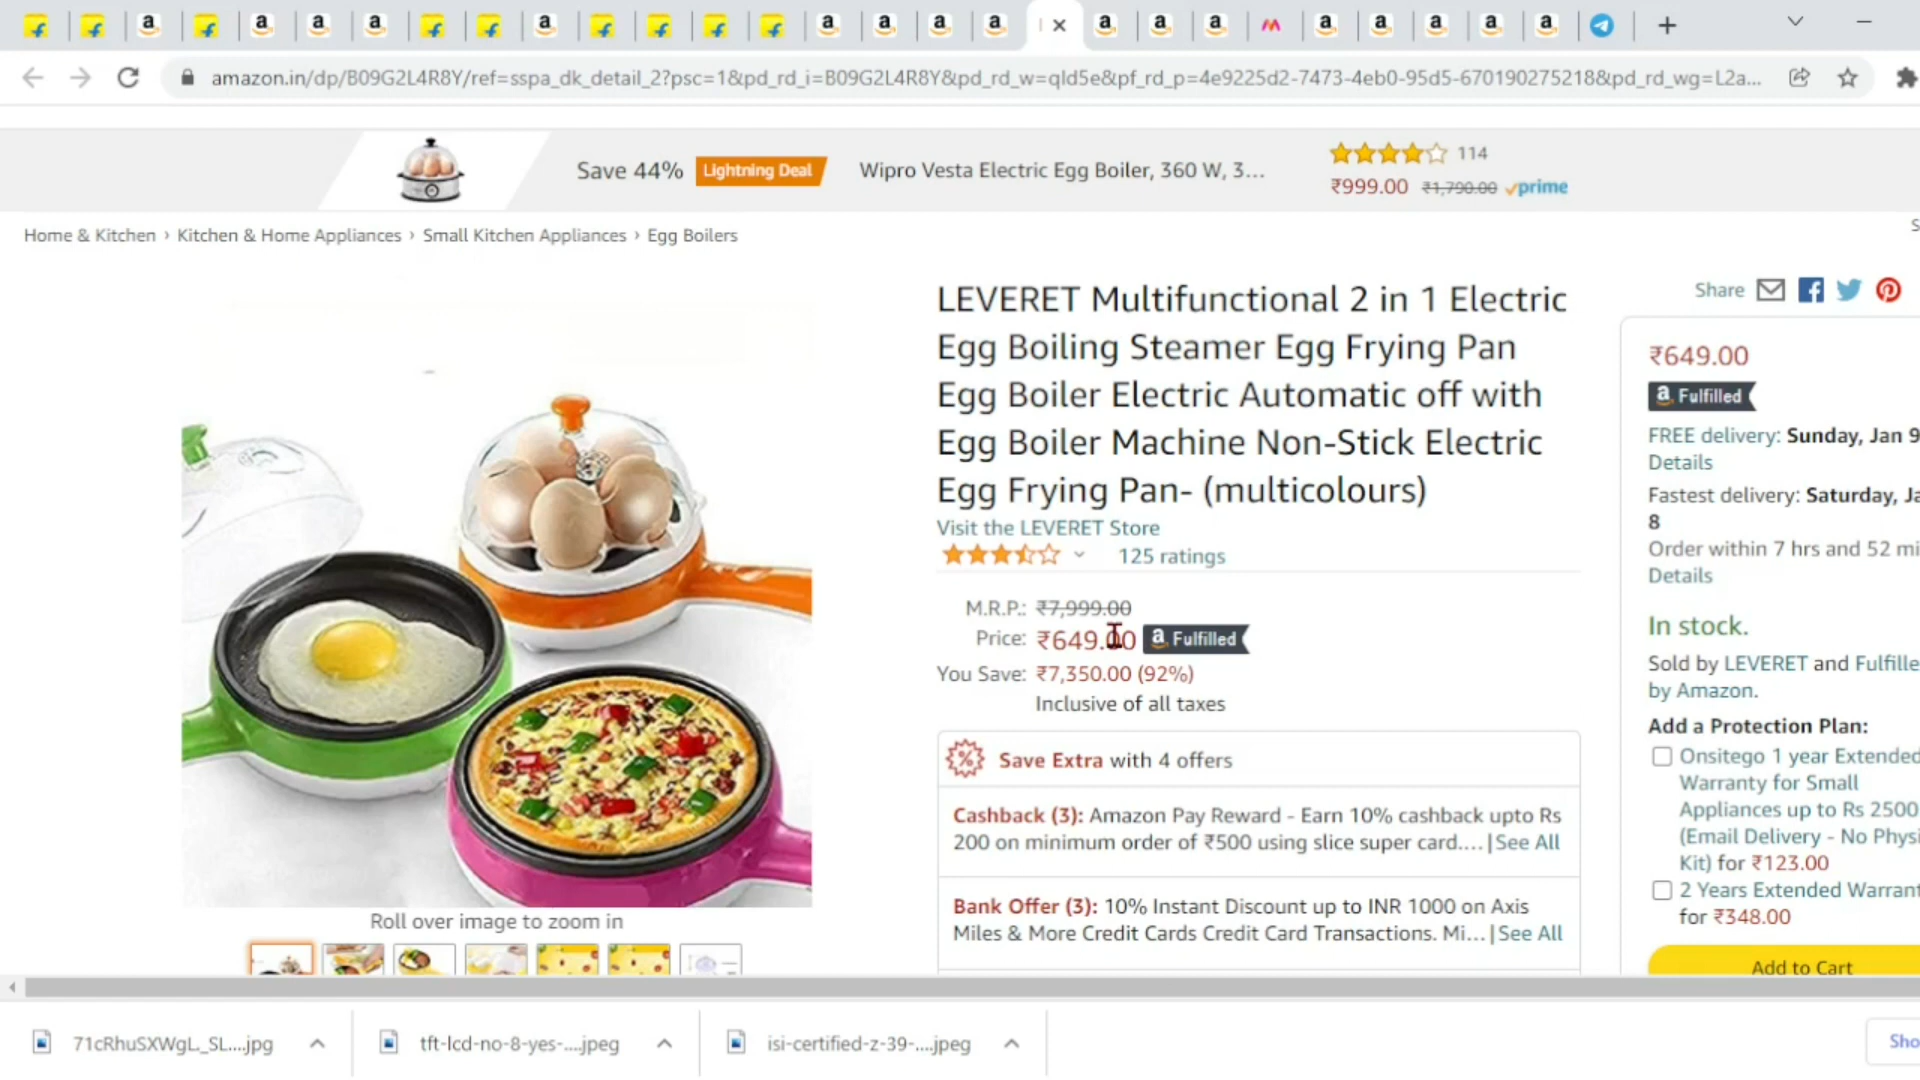 amazon.in/dp/B09G2L4R8Y/ref=sspa_dk_detail_2?psc=1&pd_rd_i=B09G2L4R8Y&pd_rd_w=qld5e&pf_rd_p=4e9225d2-7473-4eb0-95d5-670190275218&pd_rd_wg=L2a...
Save 44% Lightning Deal Wipro Vesta Electric Egg Boiler, 360 W, 3... 114
₹999.00 ₹1,790.00 prime
Home & Kitchen › Kitchen & Home Appliances › Small Kitchen Appliances › Egg Boilers
LEVERET Multifunctional 2 in 1 Electric
Egg Boiling Steamer Egg Frying Pan
Egg Boiler Electric Automatic off with
Egg Boiler Machine Non-Stick Electric
Egg Frying Pan- (multicolours)
Visit the LEVERET Store
125 ratings
M.R.P.: ₹7,999.00
Price: ₹649.00 a Fulfilled
You Save: ₹7,350.00 (92%)
Inclusive of all taxes
Save Extra with 4 offers
Cashback (3): Amazon Pay Reward - Earn 10% cashback upto Rs
200 on minimum order of ₹500 using slice super card.... | See All
Bank Offer (3): 10% Instant Discount up to INR 1000 on Axis
Miles & More Credit Cards Credit Card Transactions. Mi... | See All
Roll over image to zoom in
Share
₹649.00
a Fulfilled
FREE delivery: Sunday, Jan 9
Details
Fastest delivery: Saturday, Ja
8
Order within 7 hrs and 52 mi
Details
In stock.
Sold by LEVERET and Fulfille
by Amazon.
Add a Protection Plan:
Onsitego 1 year Extended
Warranty for Small
Appliances up to Rs 2500
(Email Delivery - No Physi
Kit) for ₹123.00
2 Years Extended Warrant
for ₹348.00
Add to Cart
71cRhuSXWgL._SL....jpg
tft-lcd-no-8-yes-....jpeg
isi-certified-z-39-....jpeg
Sho